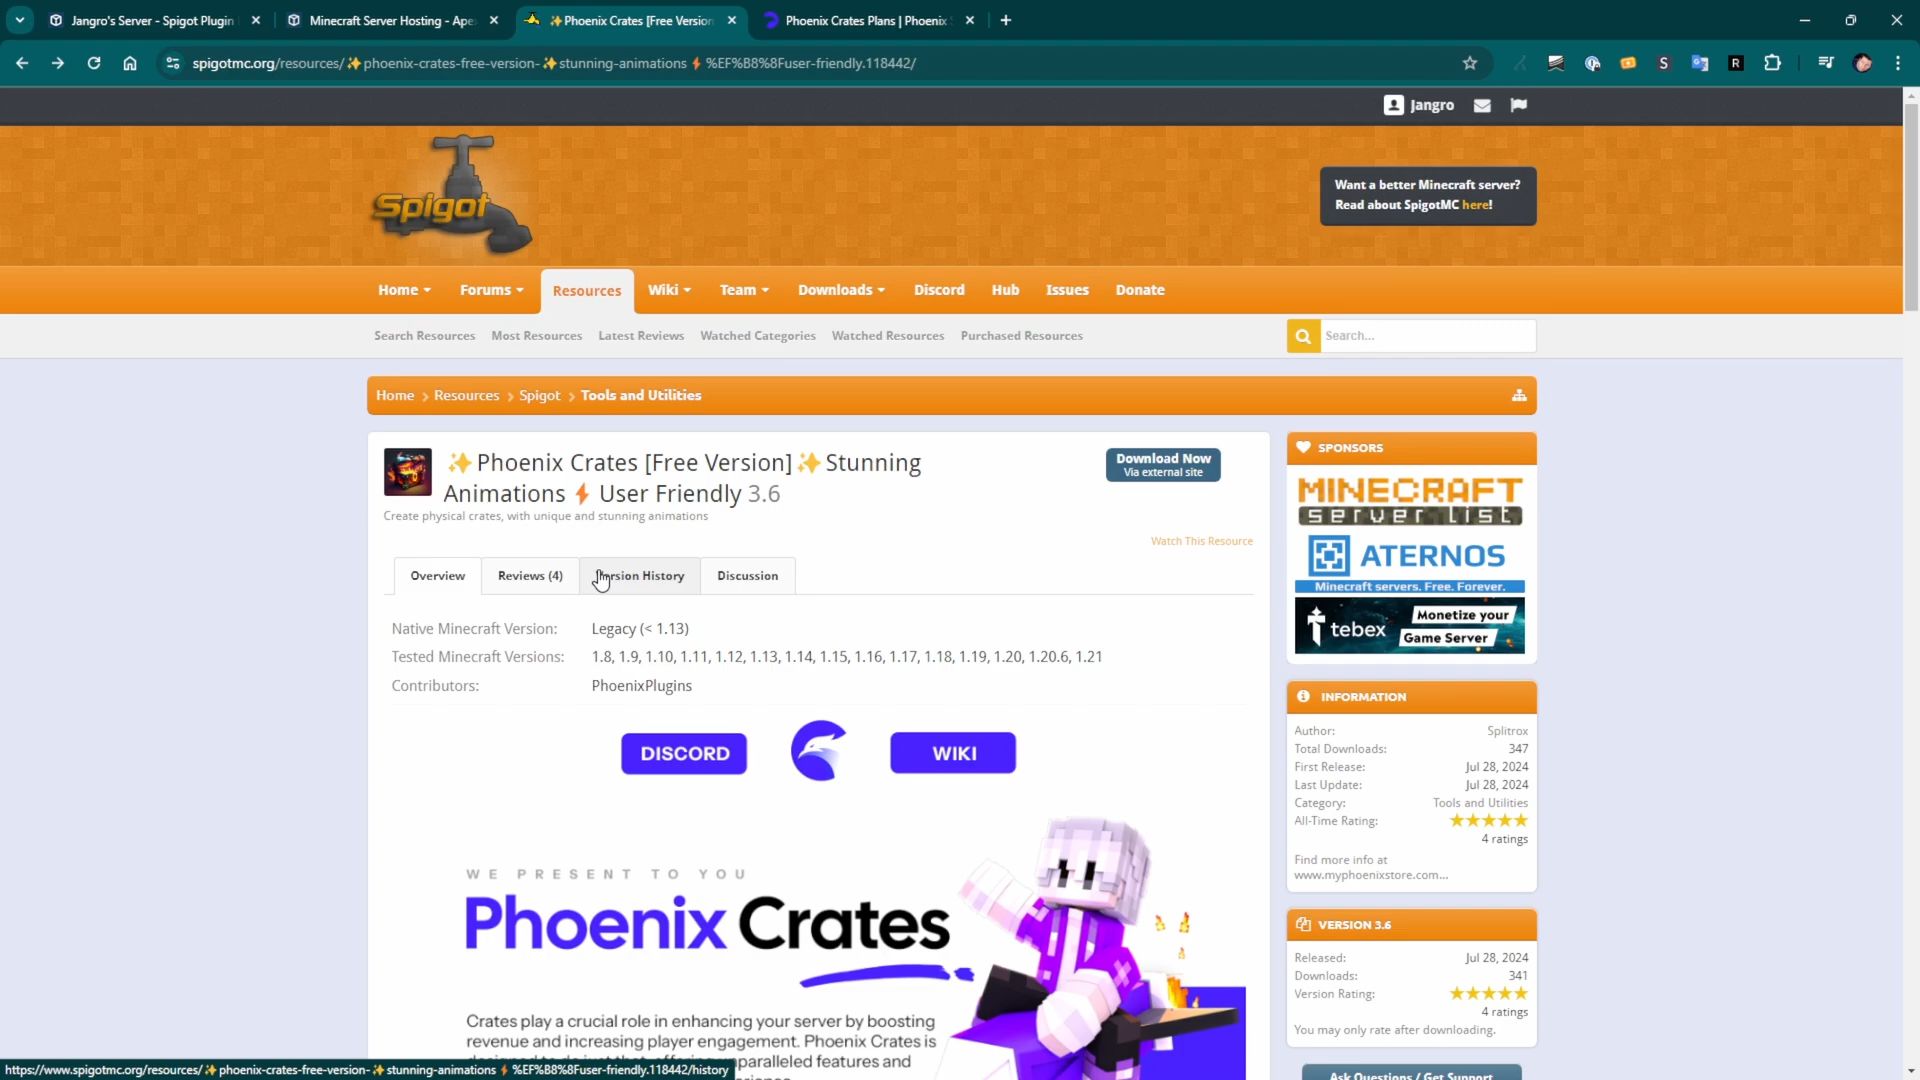 Jangro's Server - Spigot Plugin
Minecraft Server Hosting - Ape
✨Phoenix Crates [Free Version
Phoenix Crates Plans | Phoenix S
spigotmc.org/resources/✨phoenix-crates-free-version-✨stunning-animations⚡%EF%B8%8Fuser-friendly.118442/
Jangro
Spigot
Want a better Minecraft server?
Read about SpigotMC here!
Home Forums Resources Wiki Team Downloads Discord Hub Issues Donate
Search Resources Most Resources Latest Reviews Watched Categories Watched Resources Purchased Resources
Search...
Home > Resources > Spigot > Tools and Utilities
✨Phoenix Crates [Free Version]✨Stunning
Animations⚡User Friendly 3.6
Create physical crates, with unique and stunning animations
Download Now
Via external site
Watch This Resource
Overview Reviews (4) Version History Discussion
Native Minecraft Version: Legacy (< 1.13)
Tested Minecraft Versions: 1.8, 1.9, 1.10, 1.11, 1.12, 1.13, 1.14, 1.15, 1.16, 1.17, 1.18, 1.19, 1.20, 1.20.6, 1.21
Contributors: PhoenixPlugins
DISCORD
WIKI
WE PRESENT TO YOU
Phoenix Crates
Crates play a crucial role in enhancing your server by boosting
revenue and increasing player engagement. Phoenix Crates is
SPONSORS
MINECRAFT
server list
ATERNOS
Minecraft servers. Free. Forever.
tebex
Monetize your
Game Server
INFORMATION
Author: Splitrox
Total Downloads: 347
First Release: Jul 28, 2024
Last Update: Jul 28, 2024
Category: Tools and Utilities
All-Time Rating: ★★★★★
4 ratings
Find more info at
www.myphoenixstore.com...
VERSION 3.6
Released: Jul 28, 2024
Downloads: 341
Version Rating: ★★★★★
4 ratings
You may only rate after downloading.
Ask Questions / Get Support
https://www.spigotmc.org/resources/✨phoenix-crates-free-version-✨stunning-animations⚡%EF%B8%8Fuser-friendly.118442/history